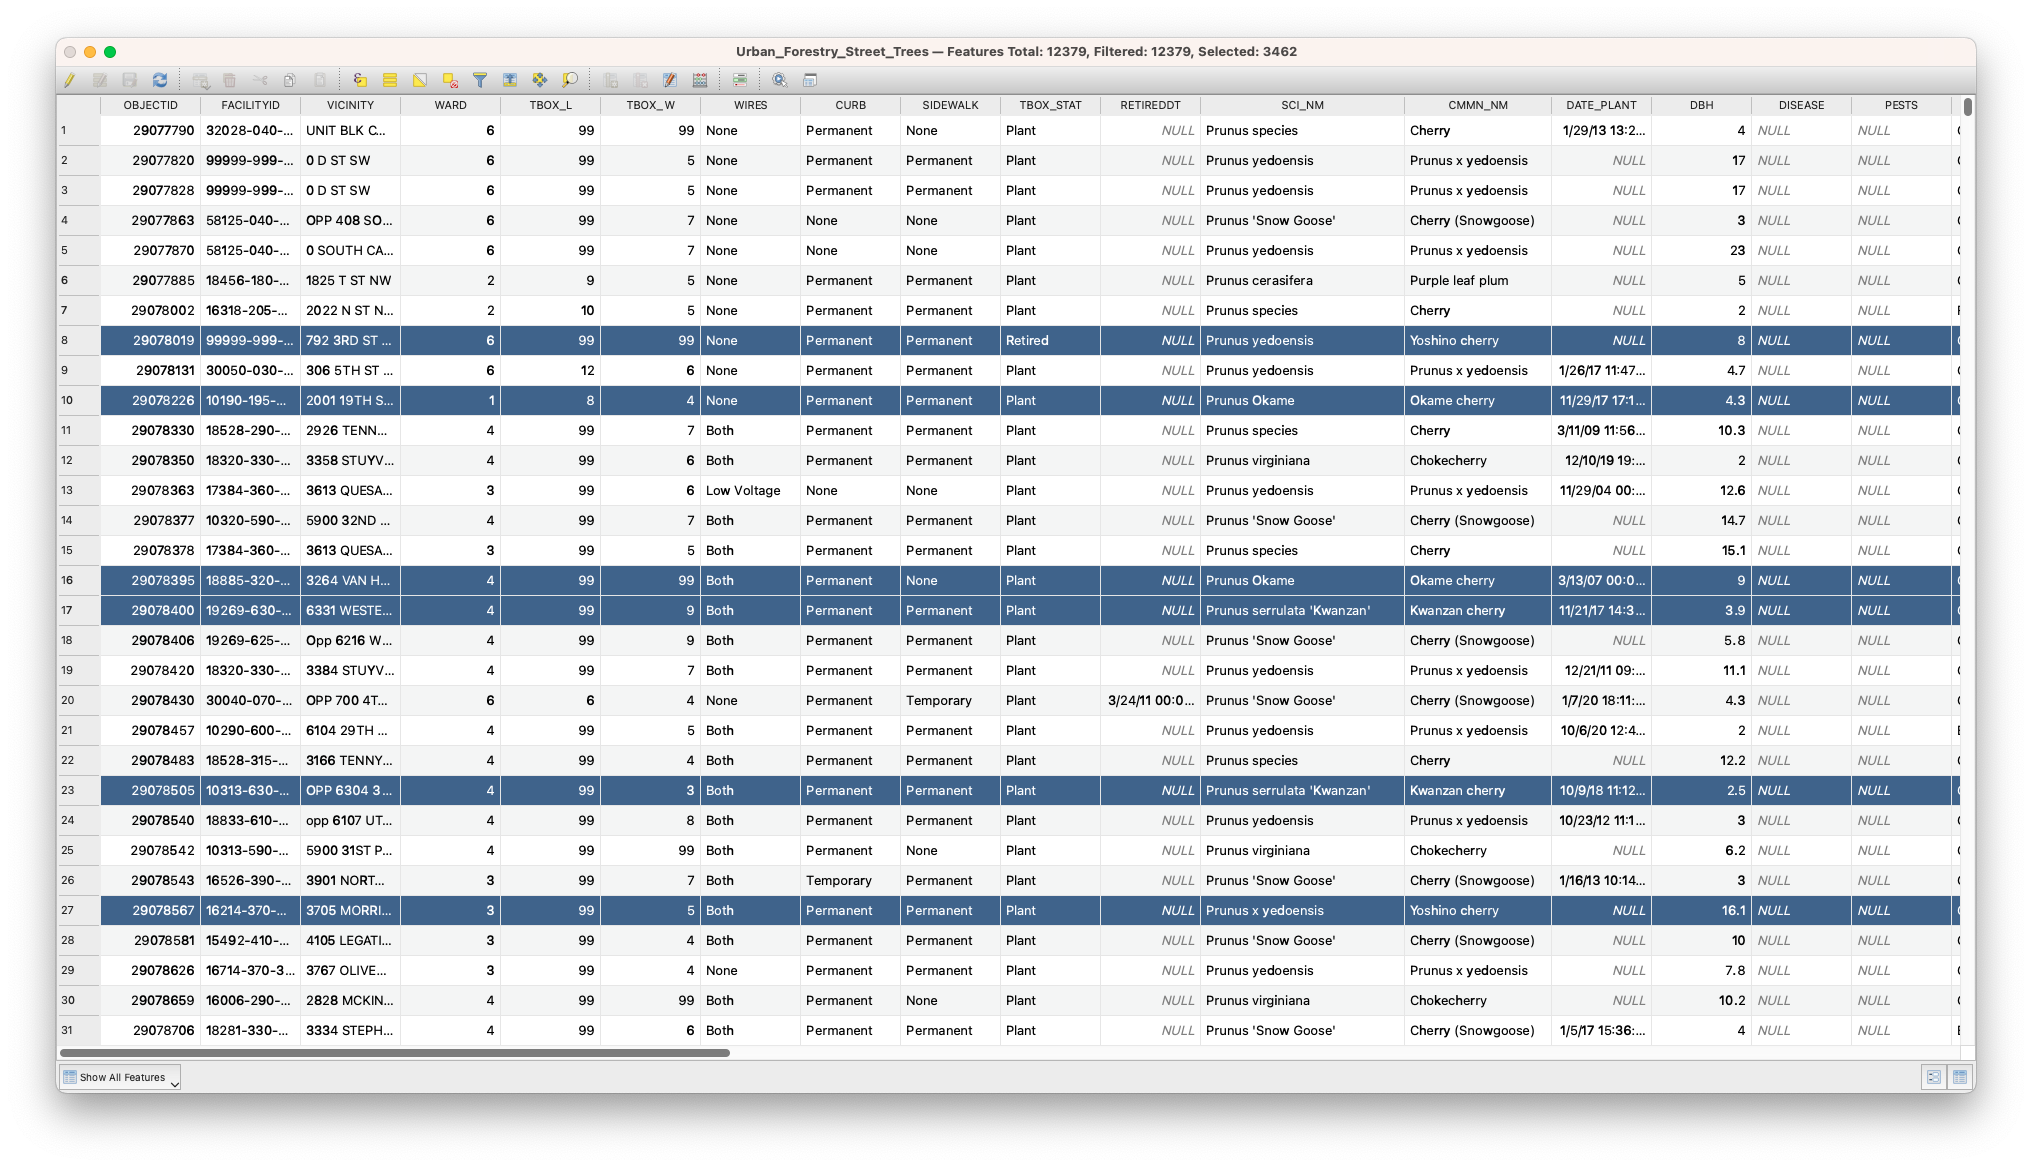 Urban_Forestry_Street_Trees — Features Total: 12379, Filtered: 12379, Selected: 3462
OBJECTID FACILITYID VICINITY WARD TBOX_L TBOX_W WIRES CURB SIDEWALK TBOX_STAT RETIREDDT SCI_NM CMMN_NM DATE_PLANT DBH DISEASE PESTS
1 29077790 32028-040-... UNIT BLK C... 6 99 99 None Permanent None Plant NULL Prunus species Cherry 1/29/13 13:2... 4 NULL NULL
2 29077820 99999-999-... 0 D ST SW 6 99 5 None Permanent Permanent Plant NULL Prunus yedoensis Prunus x yedoensis NULL 17 NULL NULL
3 29077828 99999-999-... 0 D ST SW 6 99 5 None Permanent Permanent Plant NULL Prunus yedoensis Prunus x yedoensis NULL 17 NULL NULL
4 29077863 58125-040-... OPP 408 SO... 6 99 7 None None None Plant NULL Prunus 'Snow Goose' Cherry (Snowgoose) NULL 3 NULL NULL
5 29077870 58125-040-... 0 SOUTH CA... 6 99 7 None None None Plant NULL Prunus yedoensis Prunus x yedoensis NULL 23 NULL NULL
6 29077885 18456-180-... 1825 T ST NW 2 9 5 None Permanent Permanent Plant NULL Prunus cerasifera Purple leaf plum NULL 5 NULL NULL
7 29078002 16318-205-... 2022 N ST N... 2 10 5 None Permanent Permanent Plant NULL Prunus species Cherry NULL 2 NULL NULL
8 29078019 99999-999-... 792 3RD ST ... 6 99 99 None Permanent Permanent Retired NULL Prunus yedoensis Yoshino cherry NULL 8 NULL NULL
9 29078131 30050-030-... 306 5TH ST ... 6 12 6 None Permanent Permanent Plant NULL Prunus yedoensis Prunus x yedoensis 1/26/17 11:47... 4.7 NULL NULL
10 29078226 10190-195-... 2001 19TH S... 1 8 4 None Permanent Permanent Plant NULL Prunus Okame Okame cherry 11/29/17 17:1... 4.3 NULL NULL
11 29078330 18528-290-... 2926 TENN... 4 99 7 Both Permanent Permanent Plant NULL Prunus species Cherry 3/11/09 11:56... 10.3 NULL NULL
12 29078350 18320-330-... 3358 STUYV... 4 99 6 Both Permanent Permanent Plant NULL Prunus virginiana Chokecherry 12/10/19 19:... 2 NULL NULL
13 29078363 17384-360-... 3613 QUESA... 3 99 6 Low Voltage None None Plant NULL Prunus yedoensis Prunus x yedoensis 11/29/04 00:... 12.6 NULL NULL
14 29078377 10320-590-... 5900 32ND ... 4 99 7 Both Permanent Permanent Plant NULL Prunus 'Snow Goose' Cherry (Snowgoose) NULL 14.7 NULL NULL
15 29078378 17384-360-... 3613 QUESA... 3 99 5 Both Permanent Permanent Plant NULL Prunus species Cherry NULL 15.1 NULL NULL
16 29078395 18885-320-... 3264 VAN H... 4 99 99 Both Permanent None Plant NULL Prunus Okame Okame cherry 3/13/07 00:0... 9 NULL NULL
17 29078400 19269-630-... 6331 WESTE... 4 99 9 Both Permanent Permanent Plant NULL Prunus serrulata 'Kwanzan' Kwanzan cherry 11/21/17 14:3... 3.9 NULL NULL
18 29078406 19269-625-... Opp 6216 W... 4 99 9 Both Permanent Permanent Plant NULL Prunus 'Snow Goose' Cherry (Snowgoose) NULL 5.8 NULL NULL
19 29078420 18320-330-... 3384 STUYV... 4 99 7 Both Permanent Permanent Plant NULL Prunus yedoensis Prunus x yedoensis 12/21/11 09:... 11.1 NULL NULL
20 29078430 30040-070-... OPP 700 4T... 6 6 4 None Permanent Temporary Plant 3/24/11 00:0... Prunus 'Snow Goose' Cherry (Snowgoose) 1/7/20 18:11:... 4.3 NULL NULL
21 29078457 10290-600-... 6104 29TH ... 4 99 5 Both Permanent Permanent Plant NULL Prunus yedoensis Prunus x yedoensis 10/6/20 12:4... 2 NULL NULL
22 29078483 18528-315-... 3166 TENNY... 4 99 4 Both Permanent Permanent Plant NULL Prunus species Cherry NULL 12.2 NULL NULL
23 29078505 10313-630-... OPP 6304 3... 4 99 3 Both Permanent Permanent Plant NULL Prunus serrulata 'Kwanzan' Kwanzan cherry 10/9/18 11:12... 2.5 NULL NULL
24 29078540 18833-610-... opp 6107 UT... 4 99 8 Both Permanent Permanent Plant NULL Prunus yedoensis Prunus x yedoensis 10/23/12 11:1... 3 NULL NULL
25 29078542 10313-590-... 5900 31ST P... 4 99 99 Both Permanent None Plant NULL Prunus virginiana Chokecherry NULL 6.2 NULL NULL
26 29078543 16526-390-... 3901 NORT... 3 99 7 Both Temporary Permanent Plant NULL Prunus 'Snow Goose' Cherry (Snowgoose) 1/16/13 10:14... 3 NULL NULL
27 29078567 16214-370-... 3705 MORRI... 3 99 5 Both Permanent Permanent Plant NULL Prunus x yedoensis Yoshino cherry NULL 16.1 NULL NULL
28 29078581 15492-410-... 4105 LEGATI... 3 99 4 Both Permanent Permanent Plant NULL Prunus 'Snow Goose' Cherry (Snowgoose) NULL 10 NULL NULL
29 29078626 16714-370-3... 3767 OLIVE... 3 99 4 None Permanent Permanent Plant NULL Prunus yedoensis Prunus x yedoensis NULL 7.8 NULL NULL
30 29078659 16006-290-... 2828 MCKIN... 4 99 99 Both Permanent None Plant NULL Prunus virginiana Chokecherry NULL 10.2 NULL NULL
31 29078706 18281-330-... 3334 STEPH... 4 99 6 Both Permanent Permanent Plant NULL Prunus 'Snow Goose' Cherry (Snowgoose) 1/5/17 15:36:... 4 NULL NULL
Show All Features